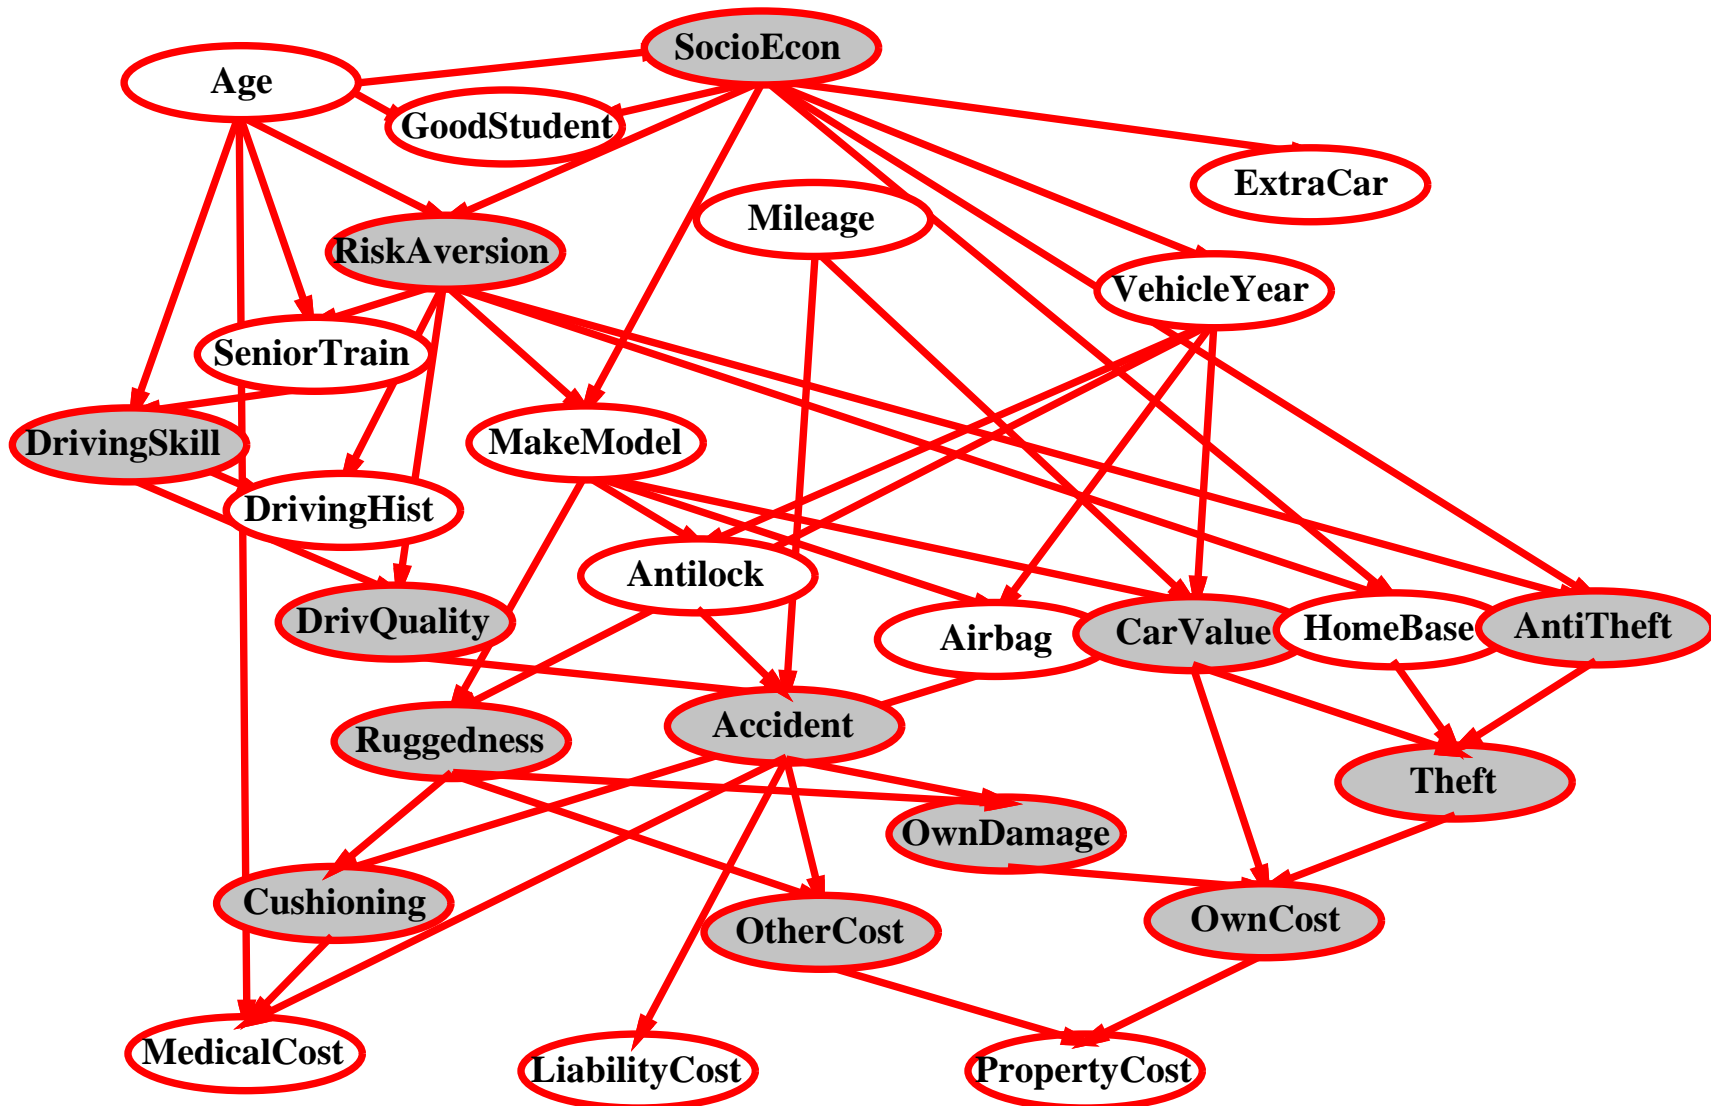 SocioEcon
Age
GoodStudent
ExtraCar
Mileage
RiskAversion
VehicleYear
SeniorTrain
DrivingSkill
MakeModel
DrivingHist
Antilock
DrivQuality
Airbag
CarValue
HomeBase
AntiTheft
Ruggedness
Accident
Theft
OwnDamage
Cushioning
OtherCost
OwnCost
MedicalCost
LiabilityCost
PropertyCost